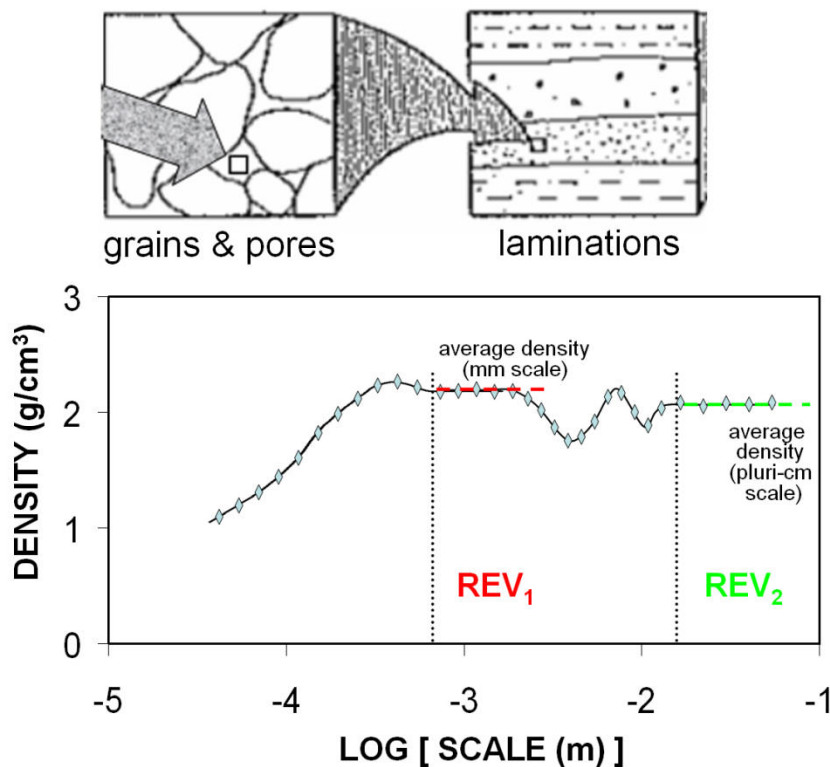 grains & pores
laminations
DENSITY (g/cm³)
3
2
1
0
average density
(mm scale)
average
density
(pluri-cm
scale)
REV₁
REV₂
-5
-4
-3
-2
-1
LOG [ SCALE (m) ]